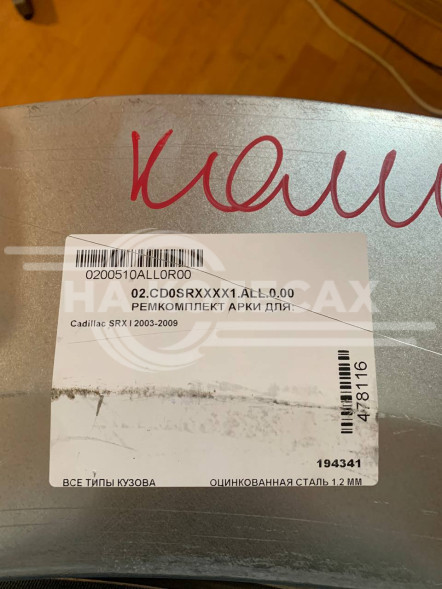 0200510ALL0R00
02.CD0SRXXXX1.ALL.0.00
РЕМКОМПЛЕКТ АРКИ ДЛЯ:
Cadillac SRX I 2003-2009
478116
194341
ВСЕ ТИПЫ КУЗОВА
ОЦИНКОВАННАЯ СТАЛЬ 1.2 ММ